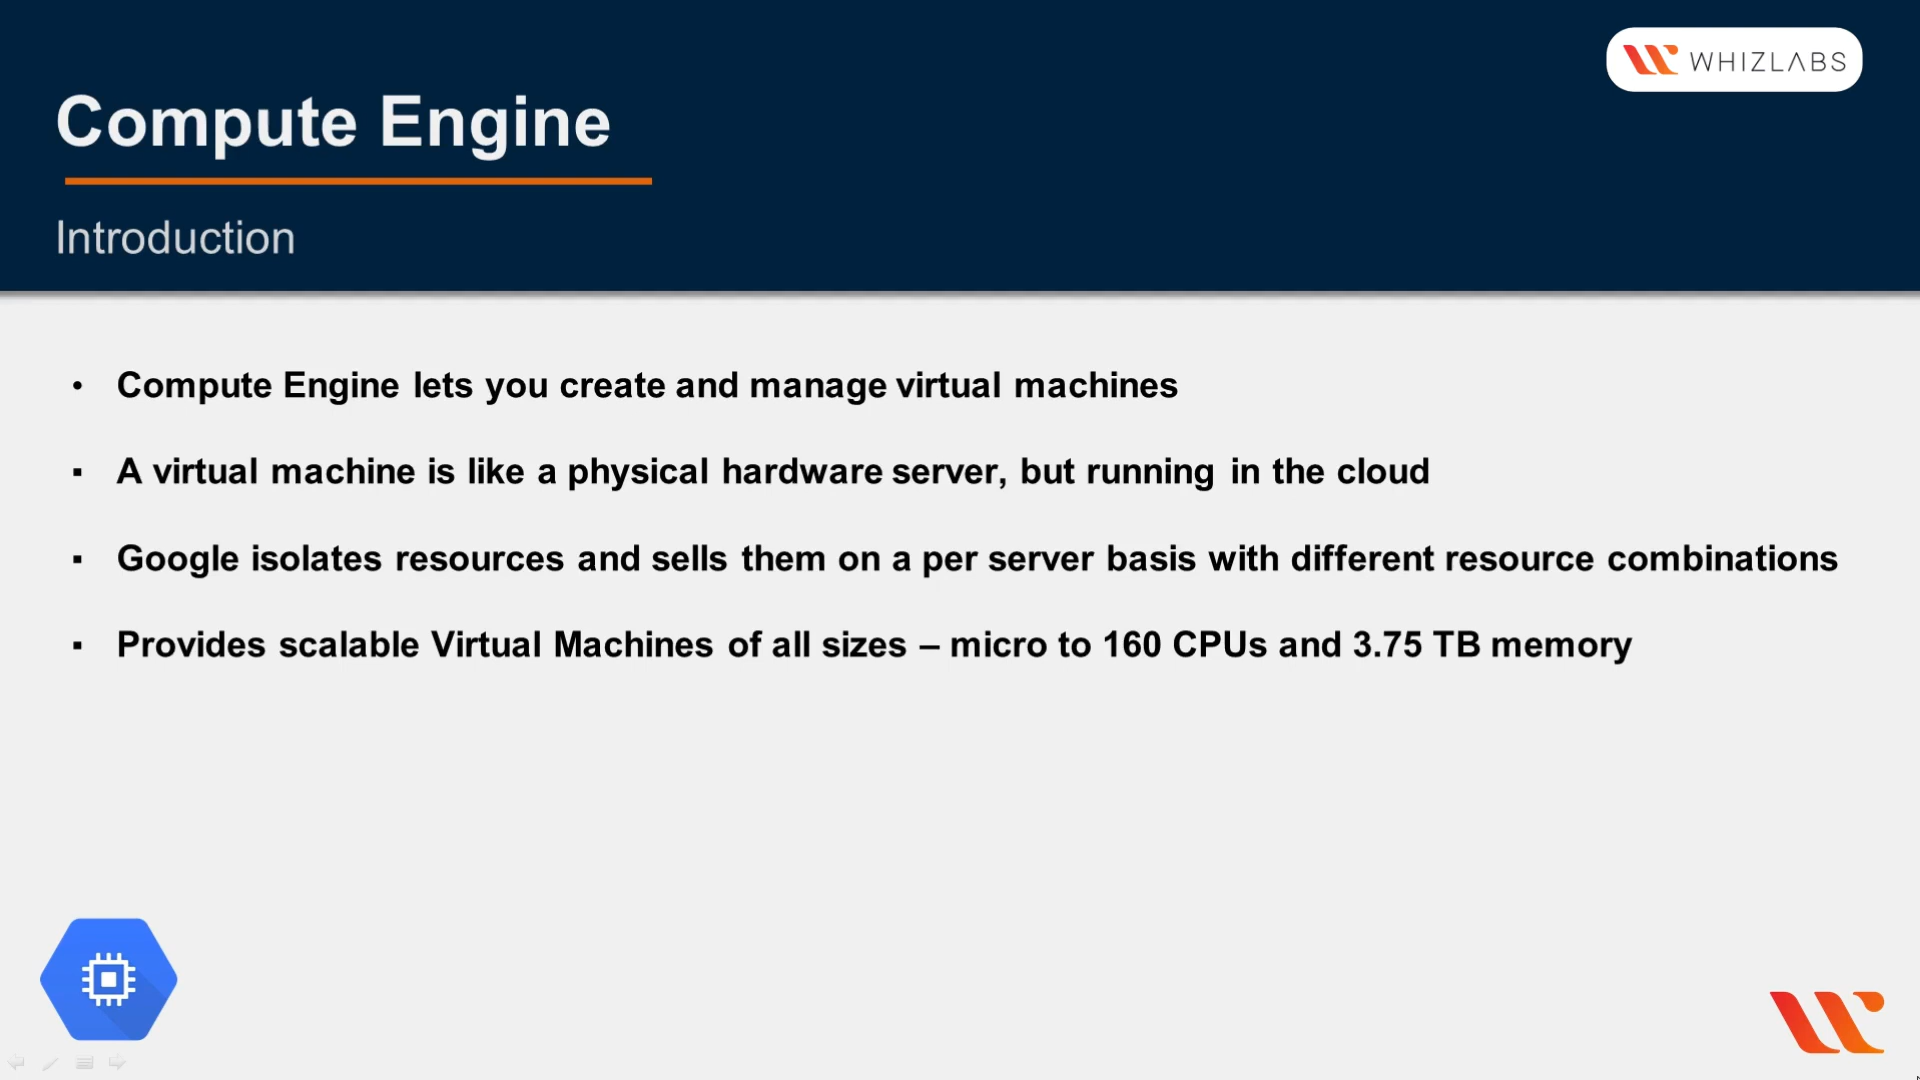 WHIZLABS
Compute Engine
Introduction
• Compute Engine lets you create and manage virtual machines
▪ A virtual machine is like a physical hardware server, but running in the cloud
▪ Google isolates resources and sells them on a per server basis with different resource combinations
▪ Provides scalable Virtual Machines of all sizes – micro to 160 CPUs and 3.75 TB memory